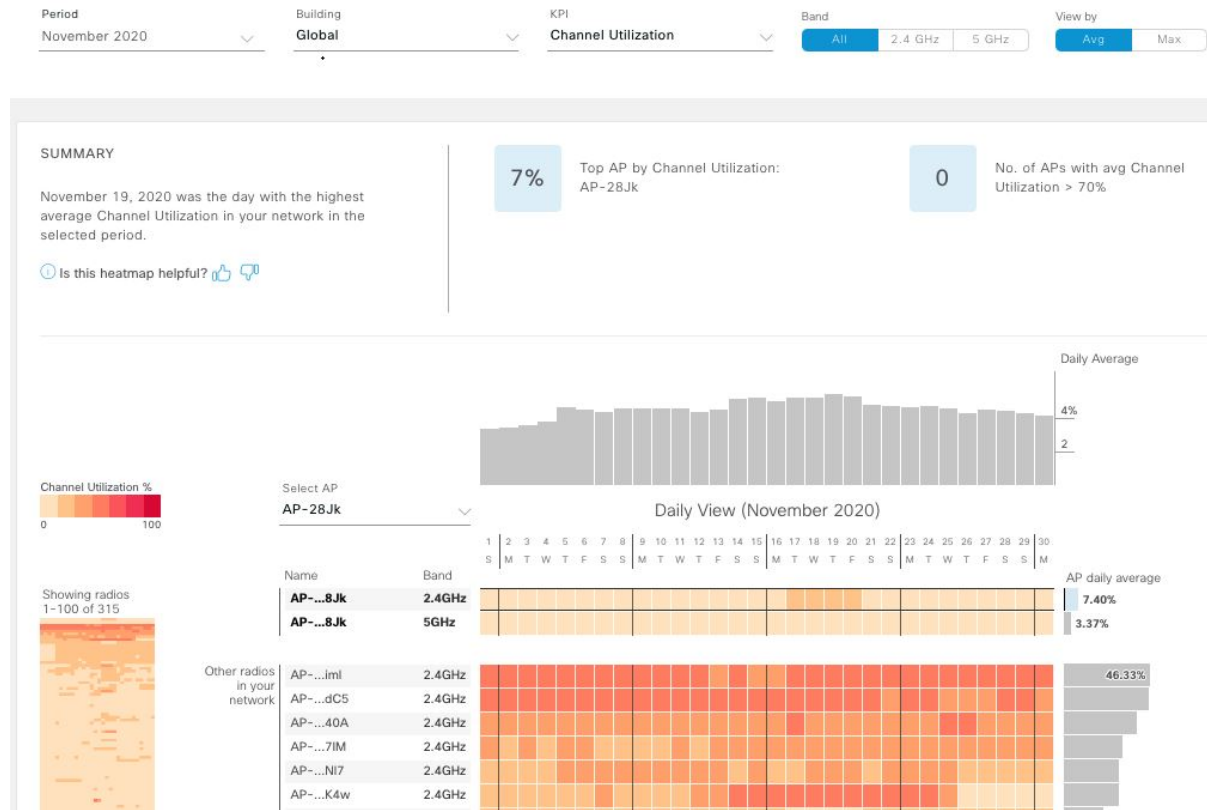 Period
November 2020
Building
Global
KPI
Channel Utilization
Band
All 2.4 GHz 5 GHz
View by
Avg Max
SUMMARY
November 19, 2020 was the day with the highest
average Channel Utilization in your network in the
selected period.
Is this heatmap helpful?
7%
Top AP by Channel Utilization:
AP-28Jk
0
No. of APs with avg Channel
Utilization > 70%
Daily Average
4%
2
Channel Utilization %
0 100
Select AP
AP-28Jk
Daily View (November 2020)
1 2 3 4 5 6 7 8 9 10 11 12 13 14 15 16 17 18 19 20 21 22 23 24 25 26 27 28 29 30
S M T W T F S S M T W T F S S M T W T F S S M T W T F S S M
Name Band
AP daily average
Showing radios
1-100 of 315
AP-...8Jk 2.4GHz 7.40%
AP-...8Jk 5GHz 3.37%
Other radios
in your
network
AP-...iml 2.4GHz 46.33%
AP-...dC5 2.4GHz
AP-...40A 2.4GHz
AP-...7IM 2.4GHz
AP-...NI7 2.4GHz
AP-...K4w 2.4GHz